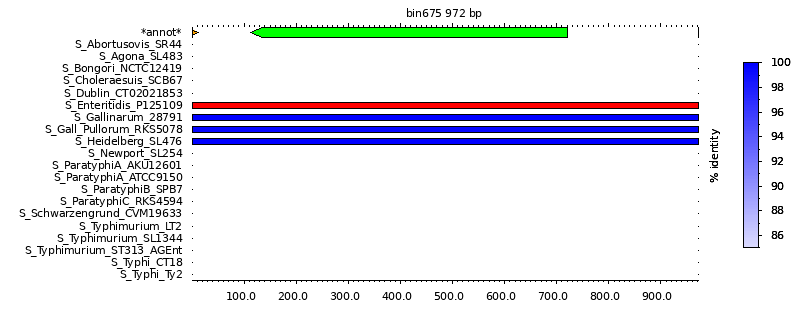 bin675 972 bp
*annot*
S_Abortusovis_SR44
S_Agona_SL483
S_Bongori_NCTC12419
S_Choleraesuis_SCB67
S_Dublin_CT02021853
S_Enteritidis_P125109
S_Gallinarum_28791
S_Gall_Pullorum_RKS5078
S_Heidelberg_SL476
S_Newport_SL254
S_ParatyphiA_AKU12601
S_ParatyphiA_ATCC9150
S_ParatyphiB_SPB7
S_ParatyphiC_RKS4594
S_Schwarzengrund_CVM19633
S_Typhimurium_LT2
S_Typhimurium_SL1344
S_Typhimurium_ST313_AGEnt
S_Typhi_CT18
S_Typhi_Ty2
100.0 200.0 300.0 400.0 500.0 600.0 700.0 800.0 900.0
% identity
100
98
96
94
92
90
88
86